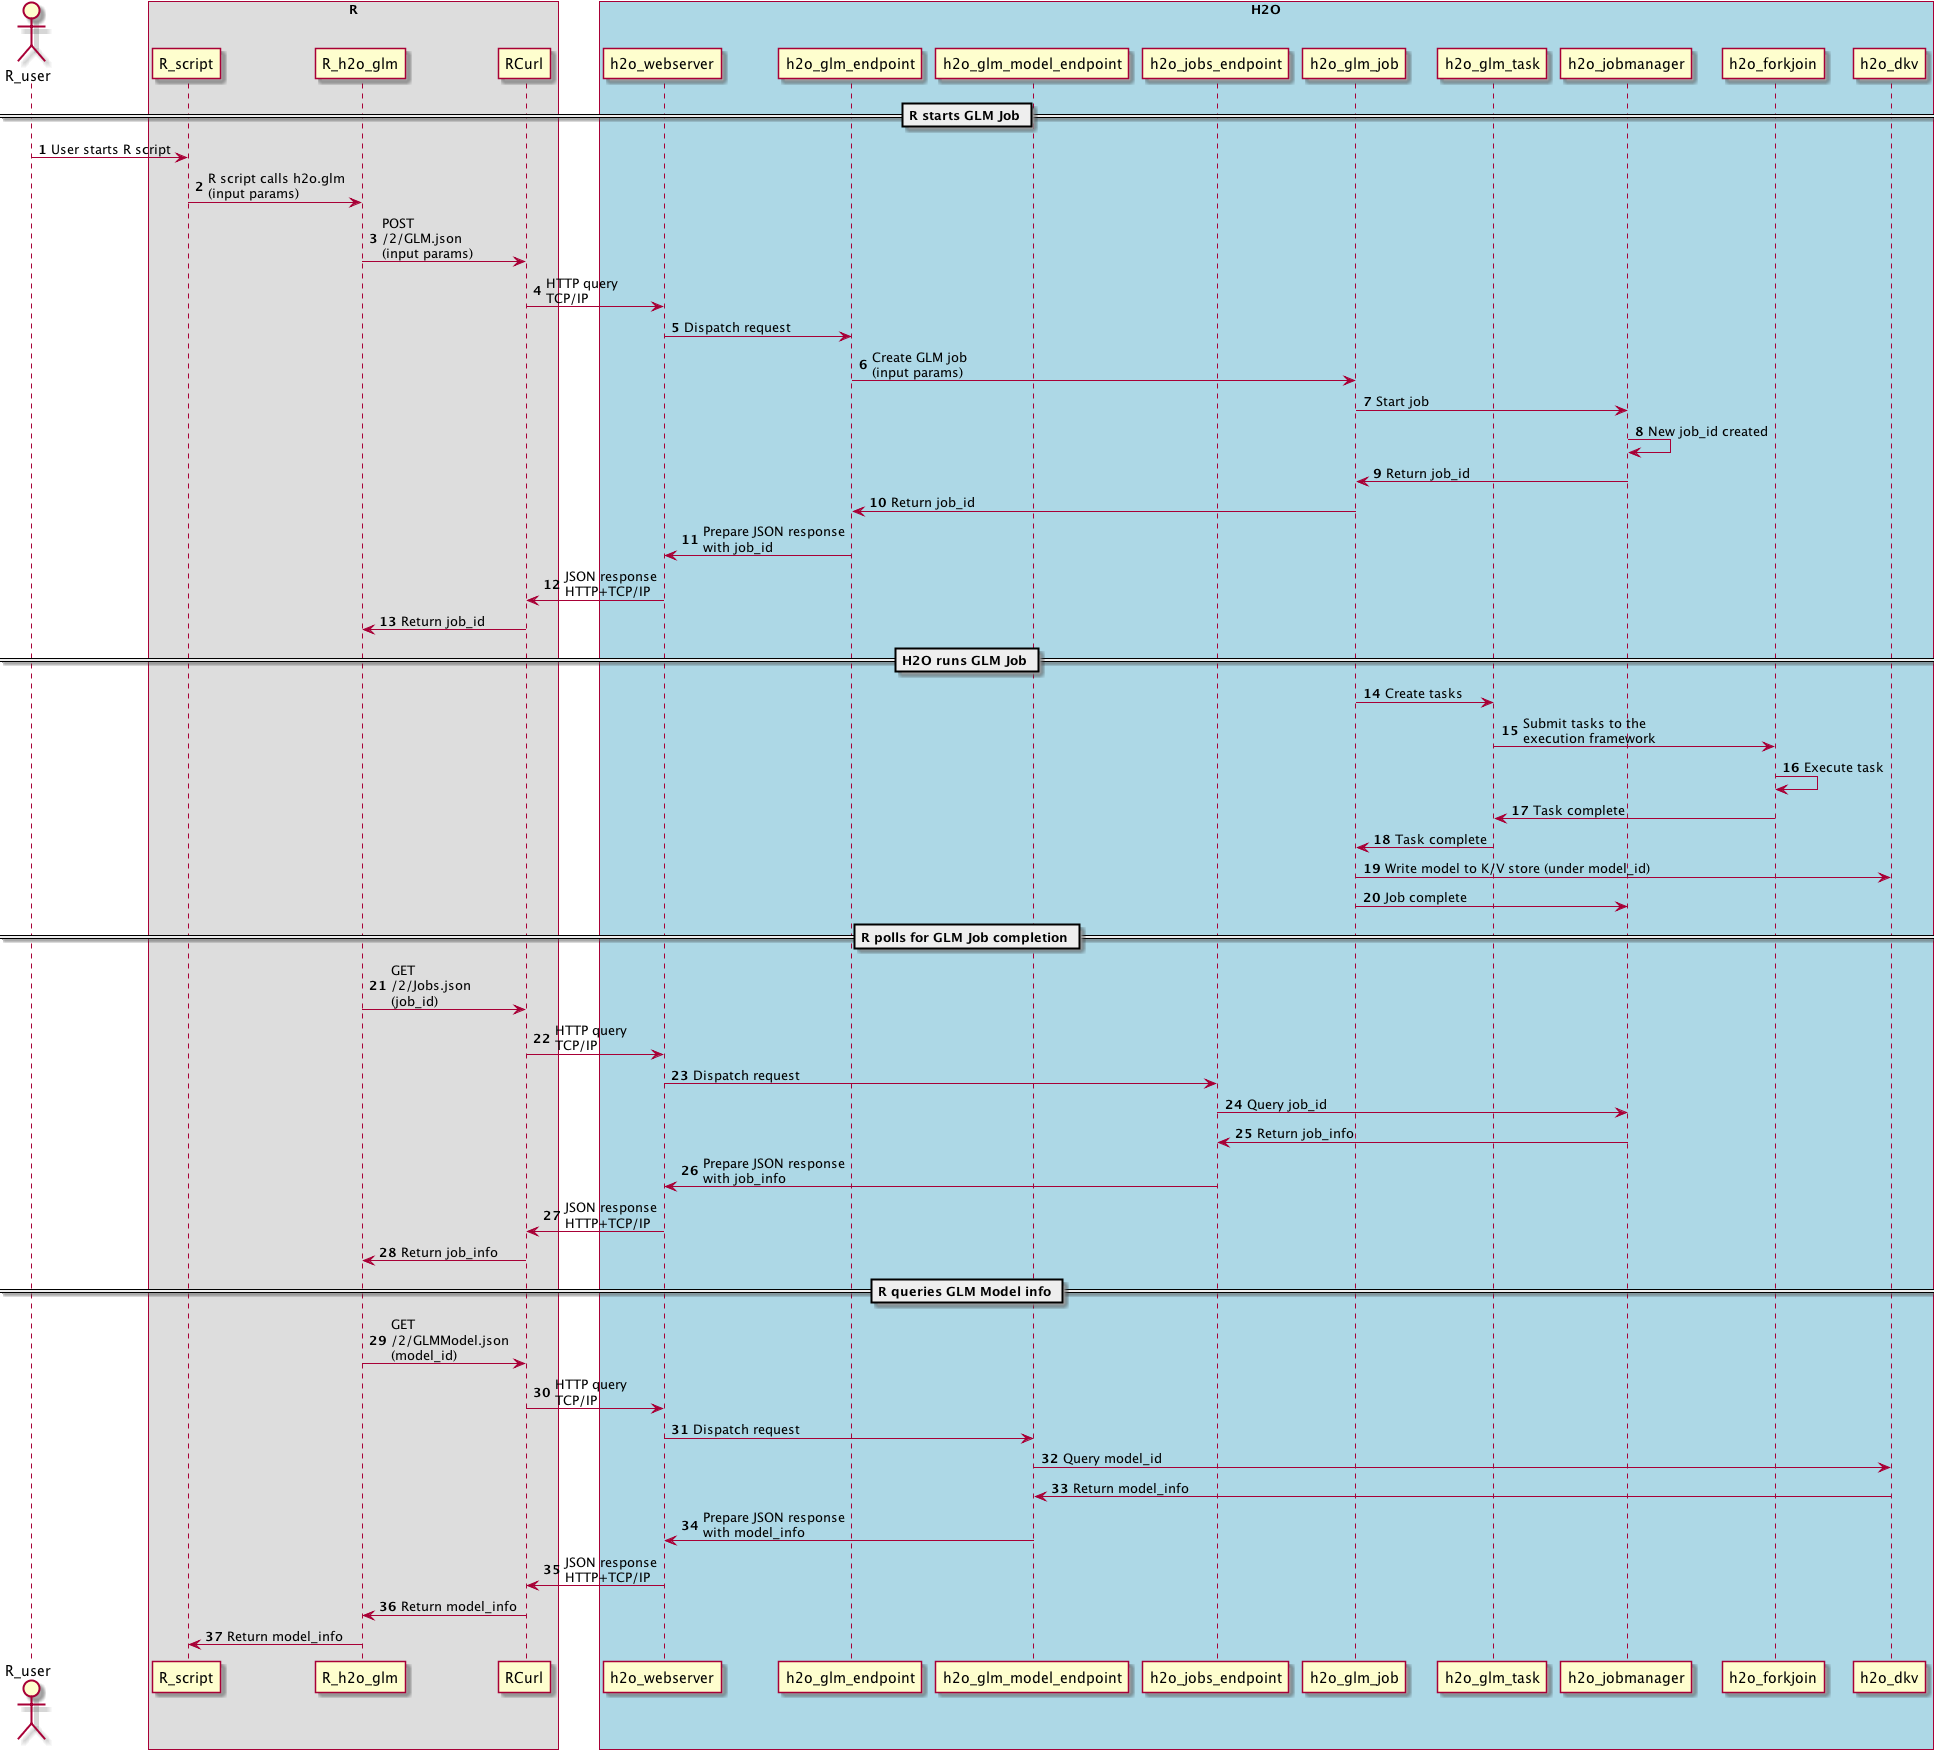 R
H2O
R_user
R_script
R_h2o_glm
RCurl
h2o_webserver
h2o_glm_endpoint
h2o_glm_model_endpoint
h2o_jobs_endpoint
h2o_glm_job
h2o_glm_task
h2o_jobmanager
h2o_forkjoin
h2o_dkv
R starts GLM Job
1 User starts R script
2 R script calls h2o.glm
(input params)
POST
3 /2/GLM.json
(input params)
4 HTTP query
TCP/IP
5 Dispatch request
6 Create GLM job
(input params)
7 Start job
8 New job_id created
9 Return job_id
10 Return job_id
11 Prepare JSON response
with job_id
12 JSON response
HTTP+TCP/IP
13 Return job_id
H2O runs GLM Job
14 Create tasks
15 Submit tasks to the
execution framework
16 Execute task
17 Task complete
18 Task complete
19 Write model to K/V store (under model_id)
20 Job complete
R polls for GLM Job completion
GET
21 /2/Jobs.json
(job_id)
22 HTTP query
TCP/IP
23 Dispatch request
24 Query job_id
25 Return job_info
26 Prepare JSON response
with job_info
27 JSON response
HTTP+TCP/IP
28 Return job_info
R queries GLM Model info
GET
29 /2/GLMModel.json
(model_id)
30 HTTP query
TCP/IP
31 Dispatch request
32 Query model_id
33 Return model_info
34 Prepare JSON response
with model_info
35 JSON response
HTTP+TCP/IP
36 Return model_info
37 Return model_info
R_user
R_script
R_h2o_glm
RCurl
h2o_webserver
h2o_glm_endpoint
h2o_glm_model_endpoint
h2o_jobs_endpoint
h2o_glm_job
h2o_glm_task
h2o_jobmanager
h2o_forkjoin
h2o_dkv